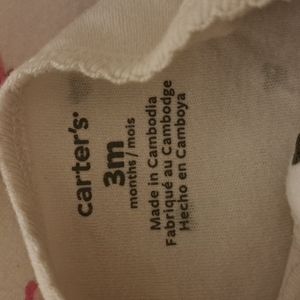 carter's.
3m
months / mois
Made in Cambodia
Fabriqué au Cambodge
Hecho en Camboya